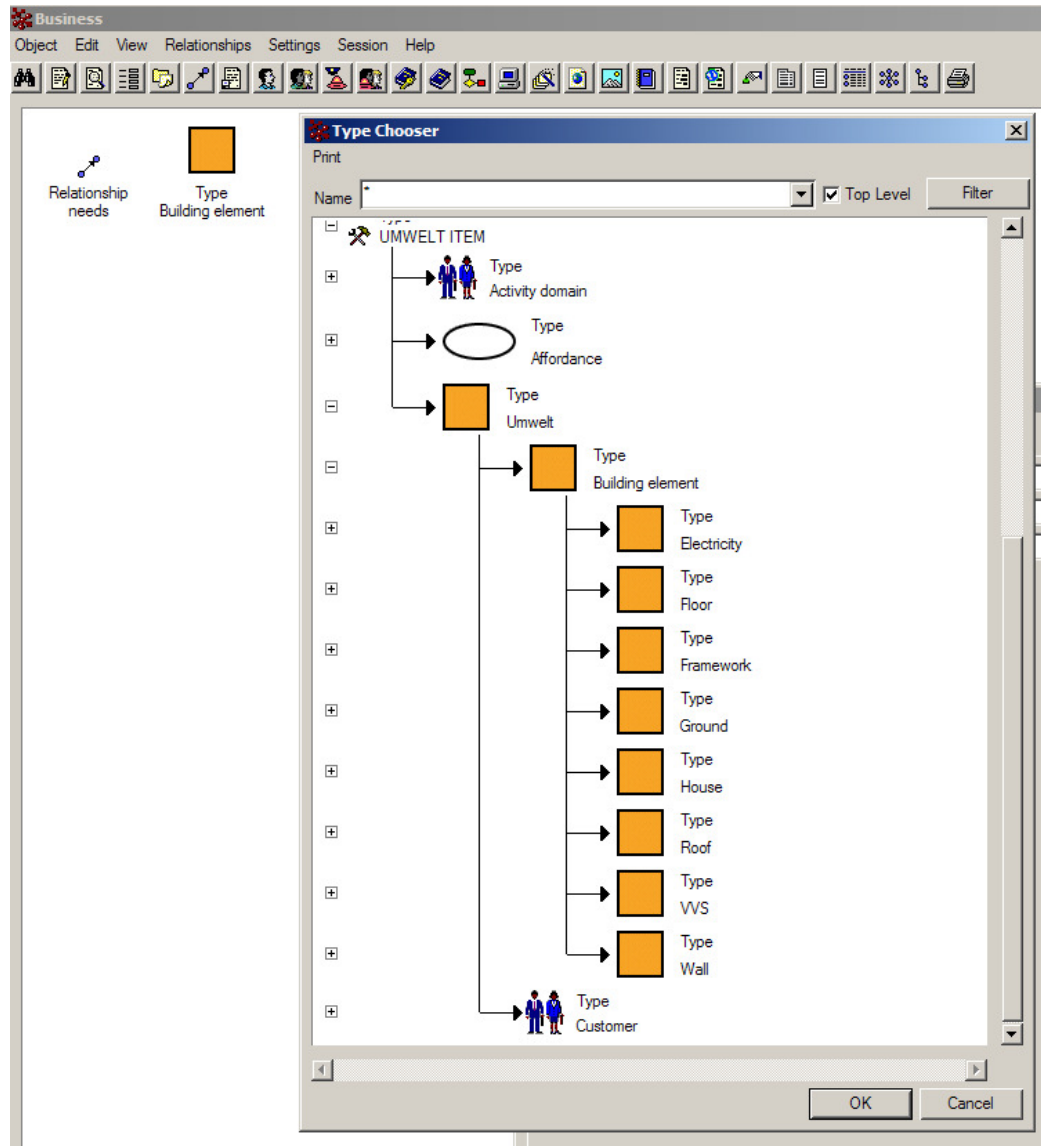 Business
Object Edit View Relationships Settings Session Help
Relationship
needs
Type
Building element
Type Chooser
Print
Name * Top Level Filter
Type
UMWELT ITEM
Type
Activity domain
Type
Affordance
Type
Umwelt
Type
Building element
Type
Electricity
Type
Floor
Type
Framework
Type
Ground
Type
House
Type
Roof
Type
VVS
Type
Wall
Type
Customer
OK Cancel